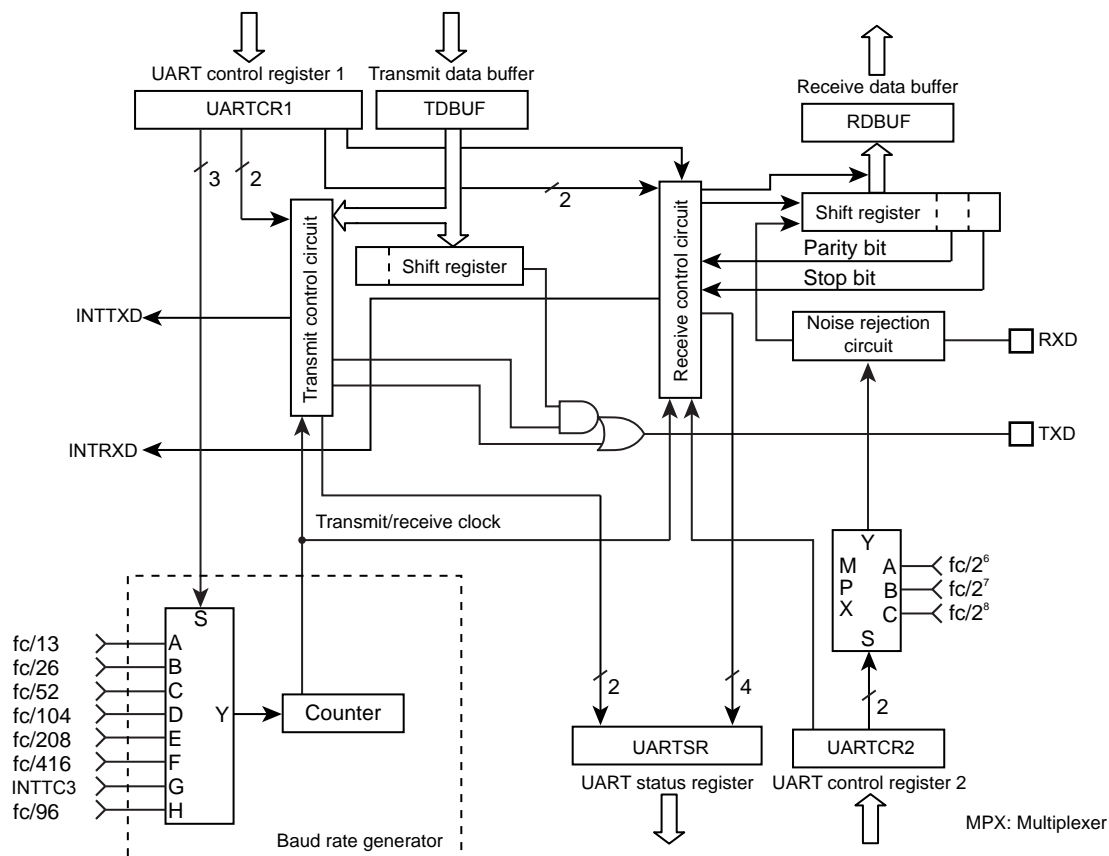 UART control register 1
Transmit data buffer
Receive data buffer
UARTCR1
TDBUF
RDBUF
3
2
2
Transmit control circuit
Shift register
Receive control circuit
Shift register
Parity bit
Stop bit
INTTXD
Noise rejection
circuit
RXD
TXD
INTRXD
Transmit/receive clock
Y
M
P
X
A
B
C
S
fc/2⁶
fc/2⁷
fc/2⁸
S
fc/13
A
fc/26
B
fc/52
C
fc/104
D
Y
Counter
fc/208
E
fc/416
F
INTTC3
G
fc/96
H
Baud rate generator
2
4
2
UARTSR
UARTCR2
UART status register
UART control register 2
MPX: Multiplexer